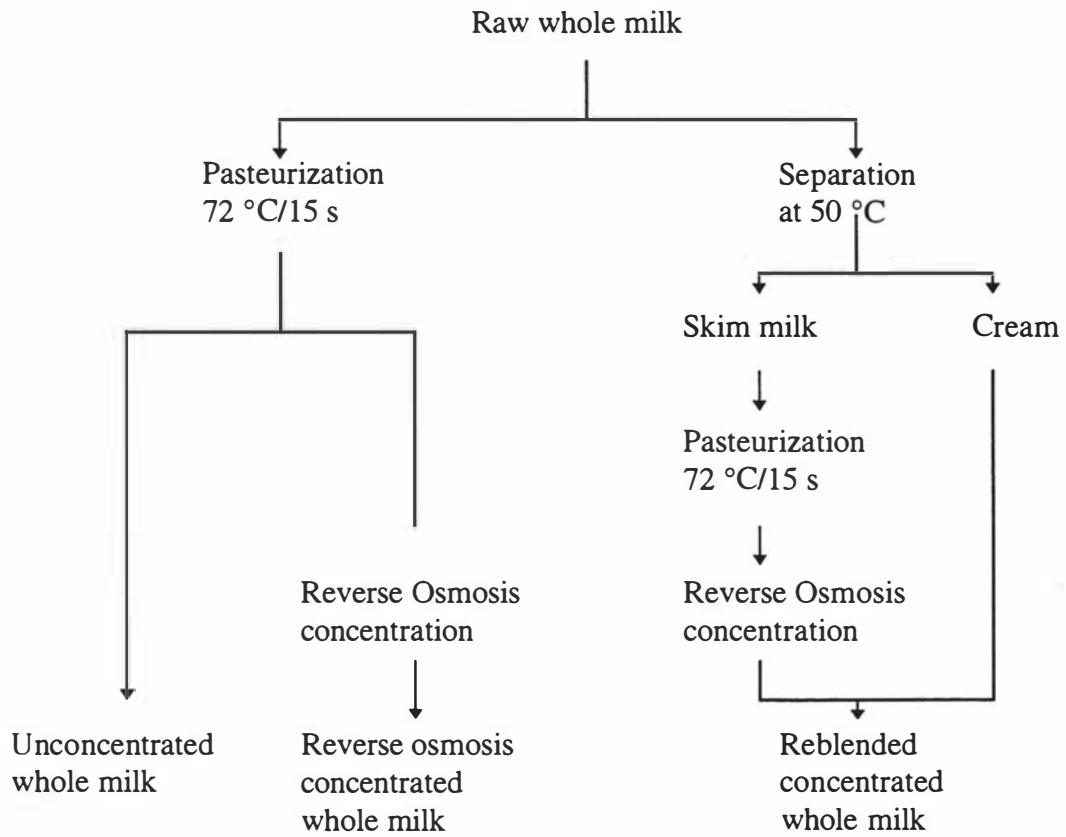 Raw whole milk
Pasteurization
72 °C/15 s
Separation
at 50 °C
Skim milk
Cream
Pasteurization
72 °C/15 s
Reverse Osmosis
concentration
Reverse Osmosis
concentration
Unconcentrated
whole milk
Reverse osmosis
concentrated
whole milk
Reblended
concentrated
whole milk